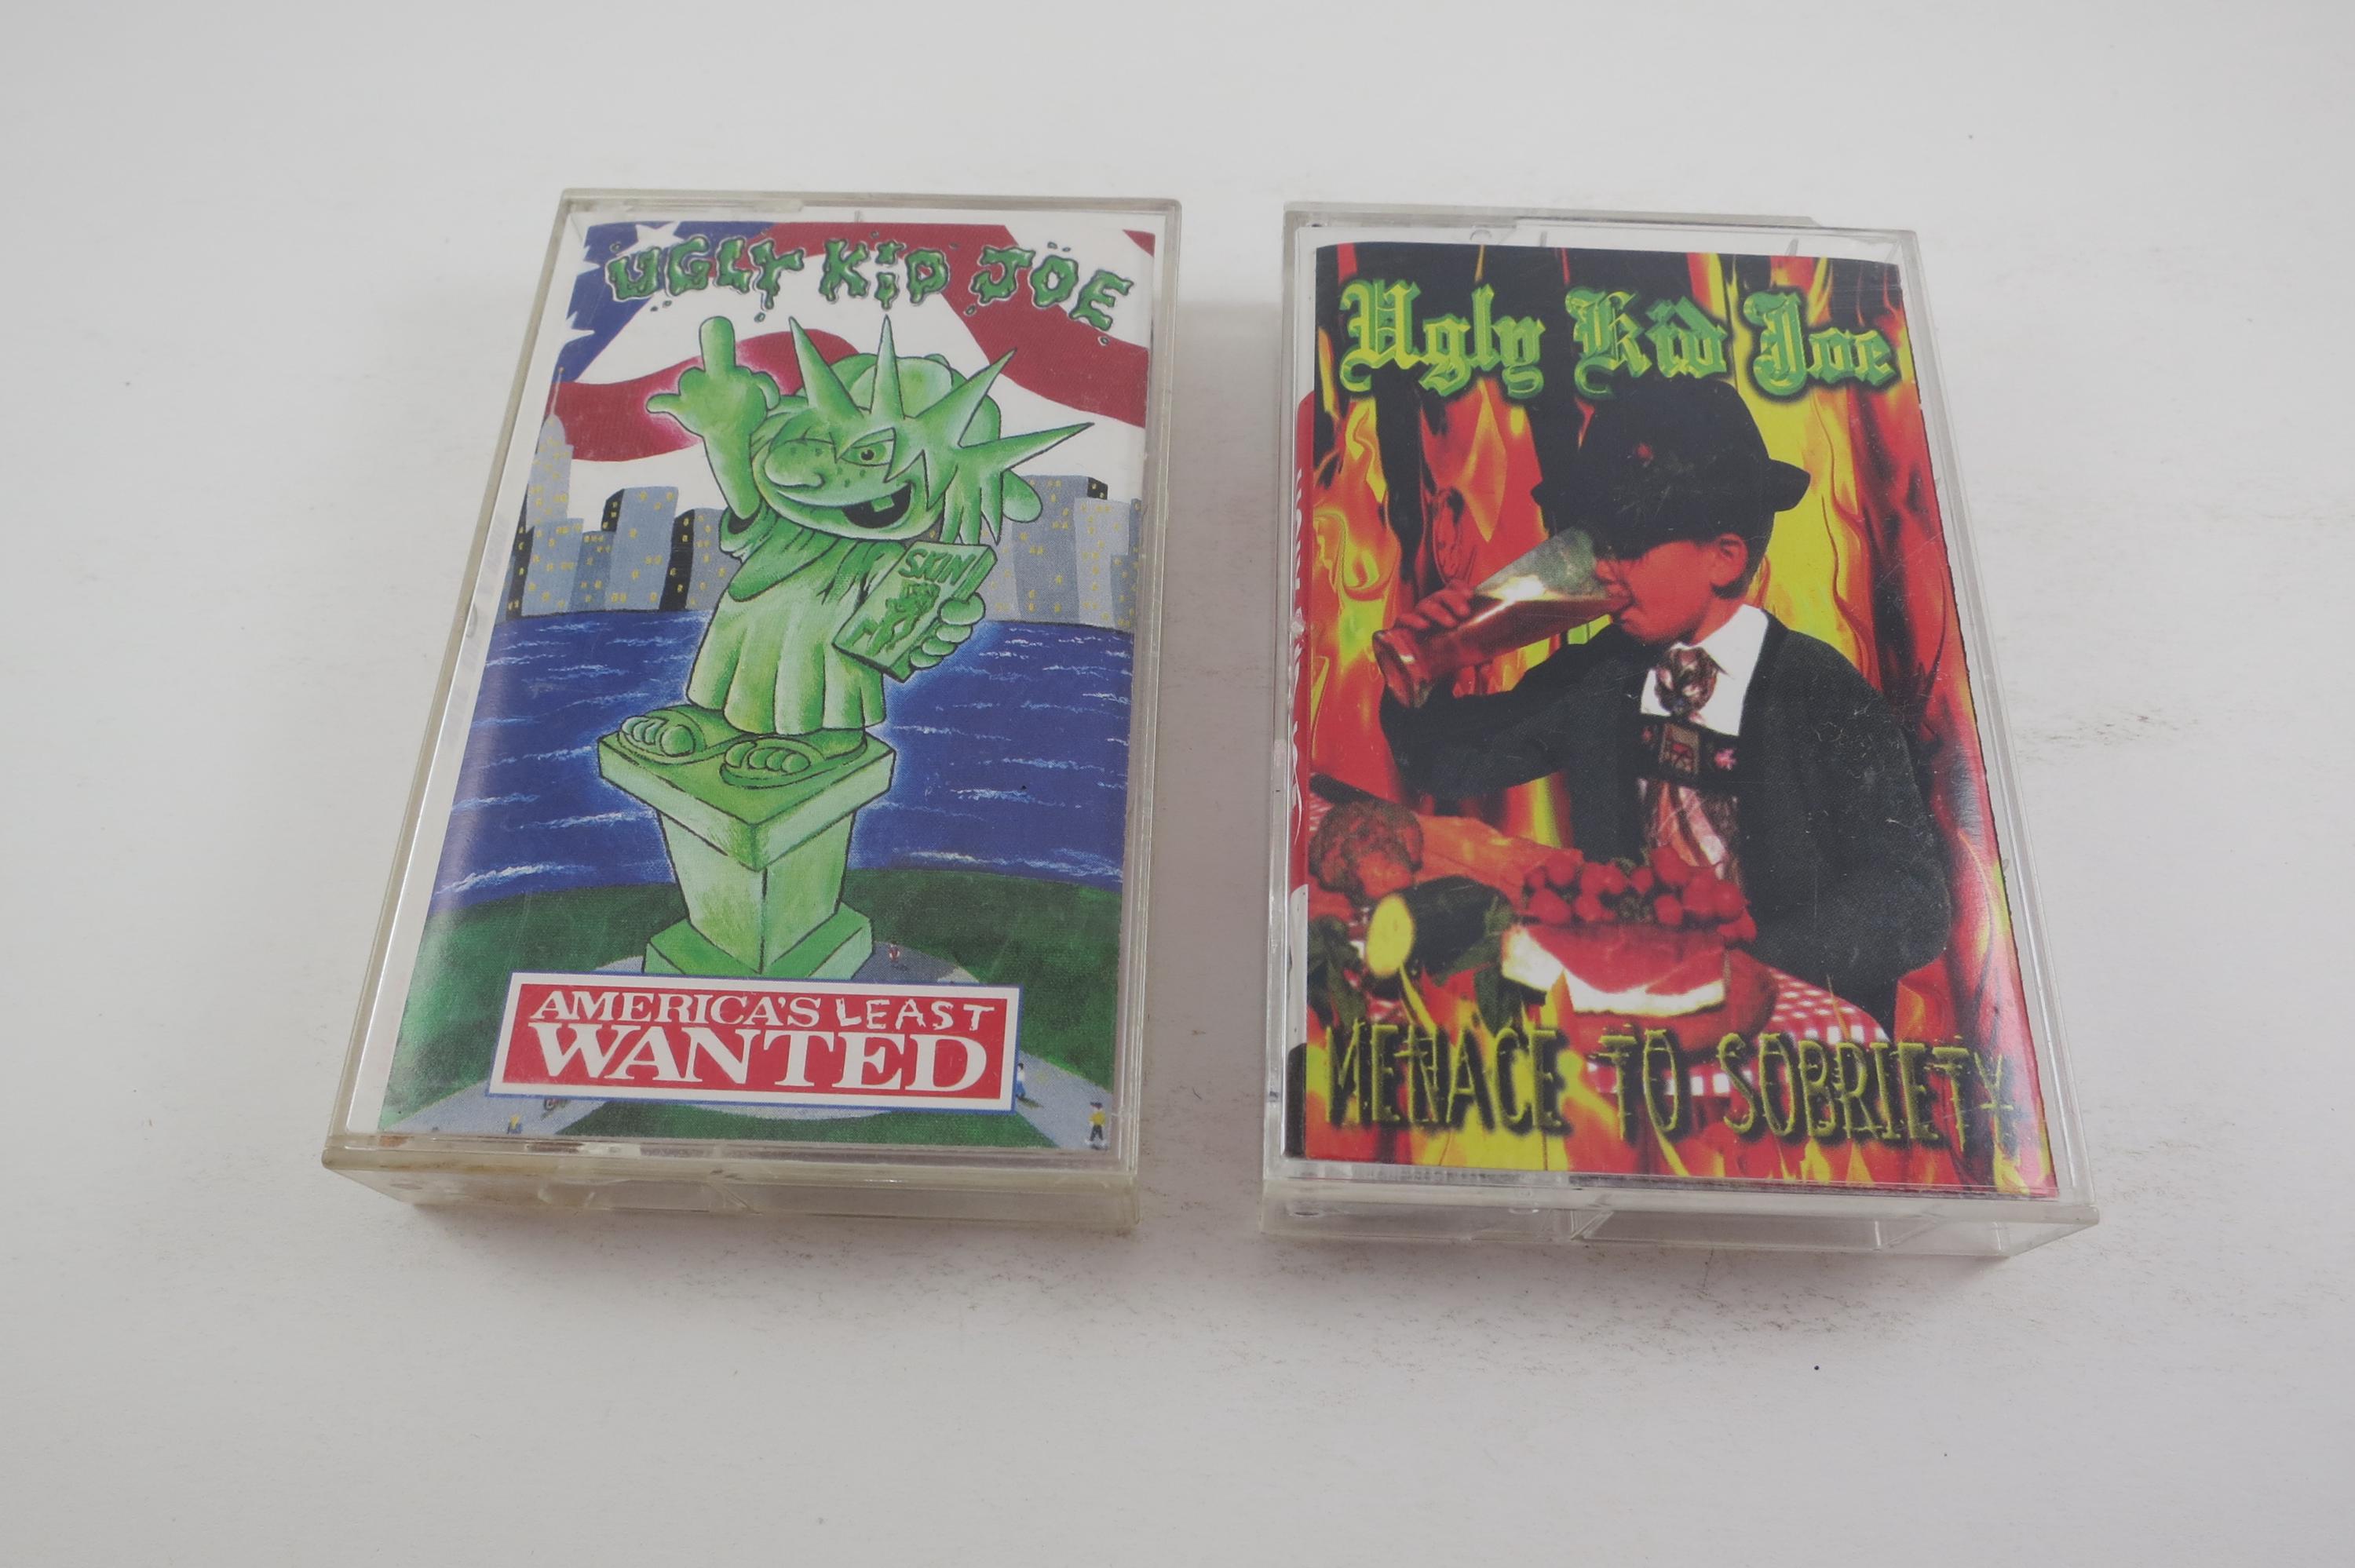 UGLY KID JOE
SKIN
AMERICA'S LEAST
WANTED
Ugly Kid Joe
MENACE TO SOBRIETY